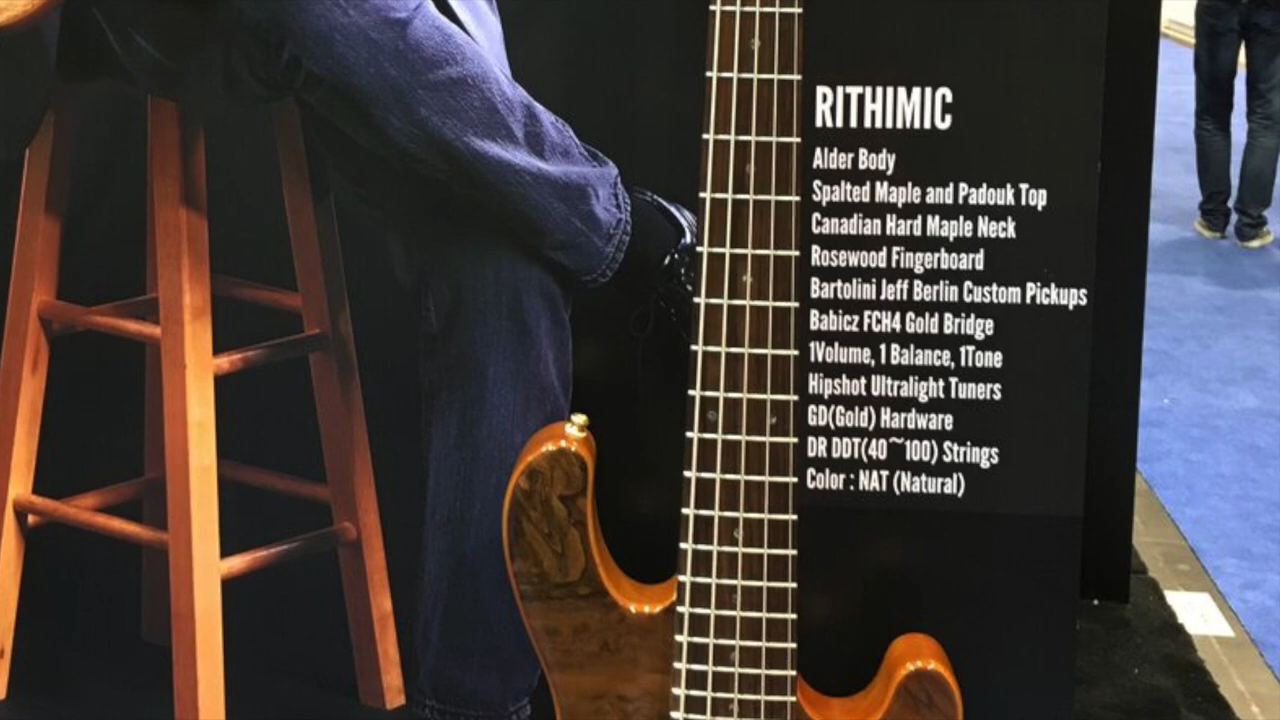 RITHIMIC
Alder Body
Spalted Maple and Padouk Top
Canadian Hard Maple Neck
Rosewood Fingerboard
Bartolini Jeff Berlin Custom Pickups
Babicz FCH4 Gold Bridge
1Volume, 1 Balance, 1Tone
Hipshot Ultralight Tuners
GD(Gold) Hardware
DR DDT(40~100) Strings
Color : NAT (Natural)